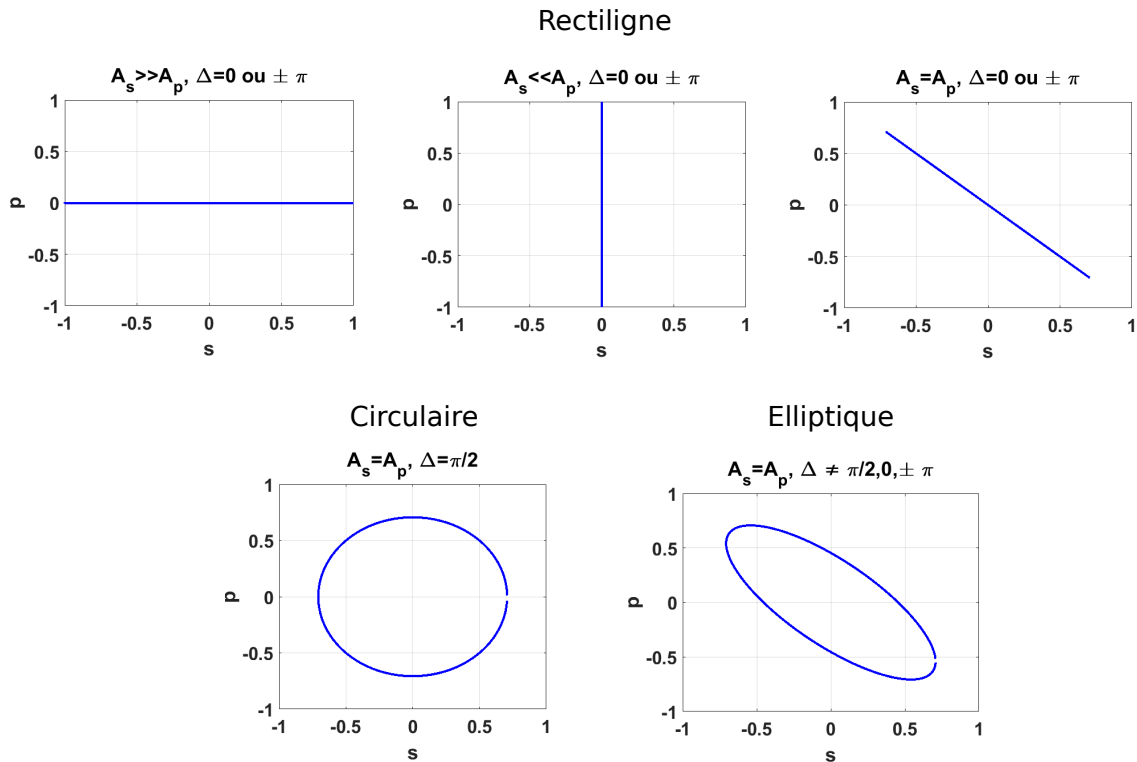 Rectiligne
A_s>>A_p, Δ=0 ou ± π
A_s<<A_p, Δ=0 ou ± π
A_s=A_p, Δ=0 ou ± π
1
0.5
0
-0.5
-1
p
-1 -0.5 0 0.5 1
s
1
0.5
0
-0.5
-1
p
-1 -0.5 0 0.5 1
s
1
0.5
0
-0.5
-1
p
-1 -0.5 0 0.5 1
s
Circulaire
A_s=A_p, Δ=π/2
1
0.5
0
-0.5
-1
p
-1 -0.5 0 0.5 1
s
Elliptique
A_s=A_p, Δ ≠ π/2,0,± π
1
0.5
0
-0.5
-1
p
-1 -0.5 0 0.5 1
s